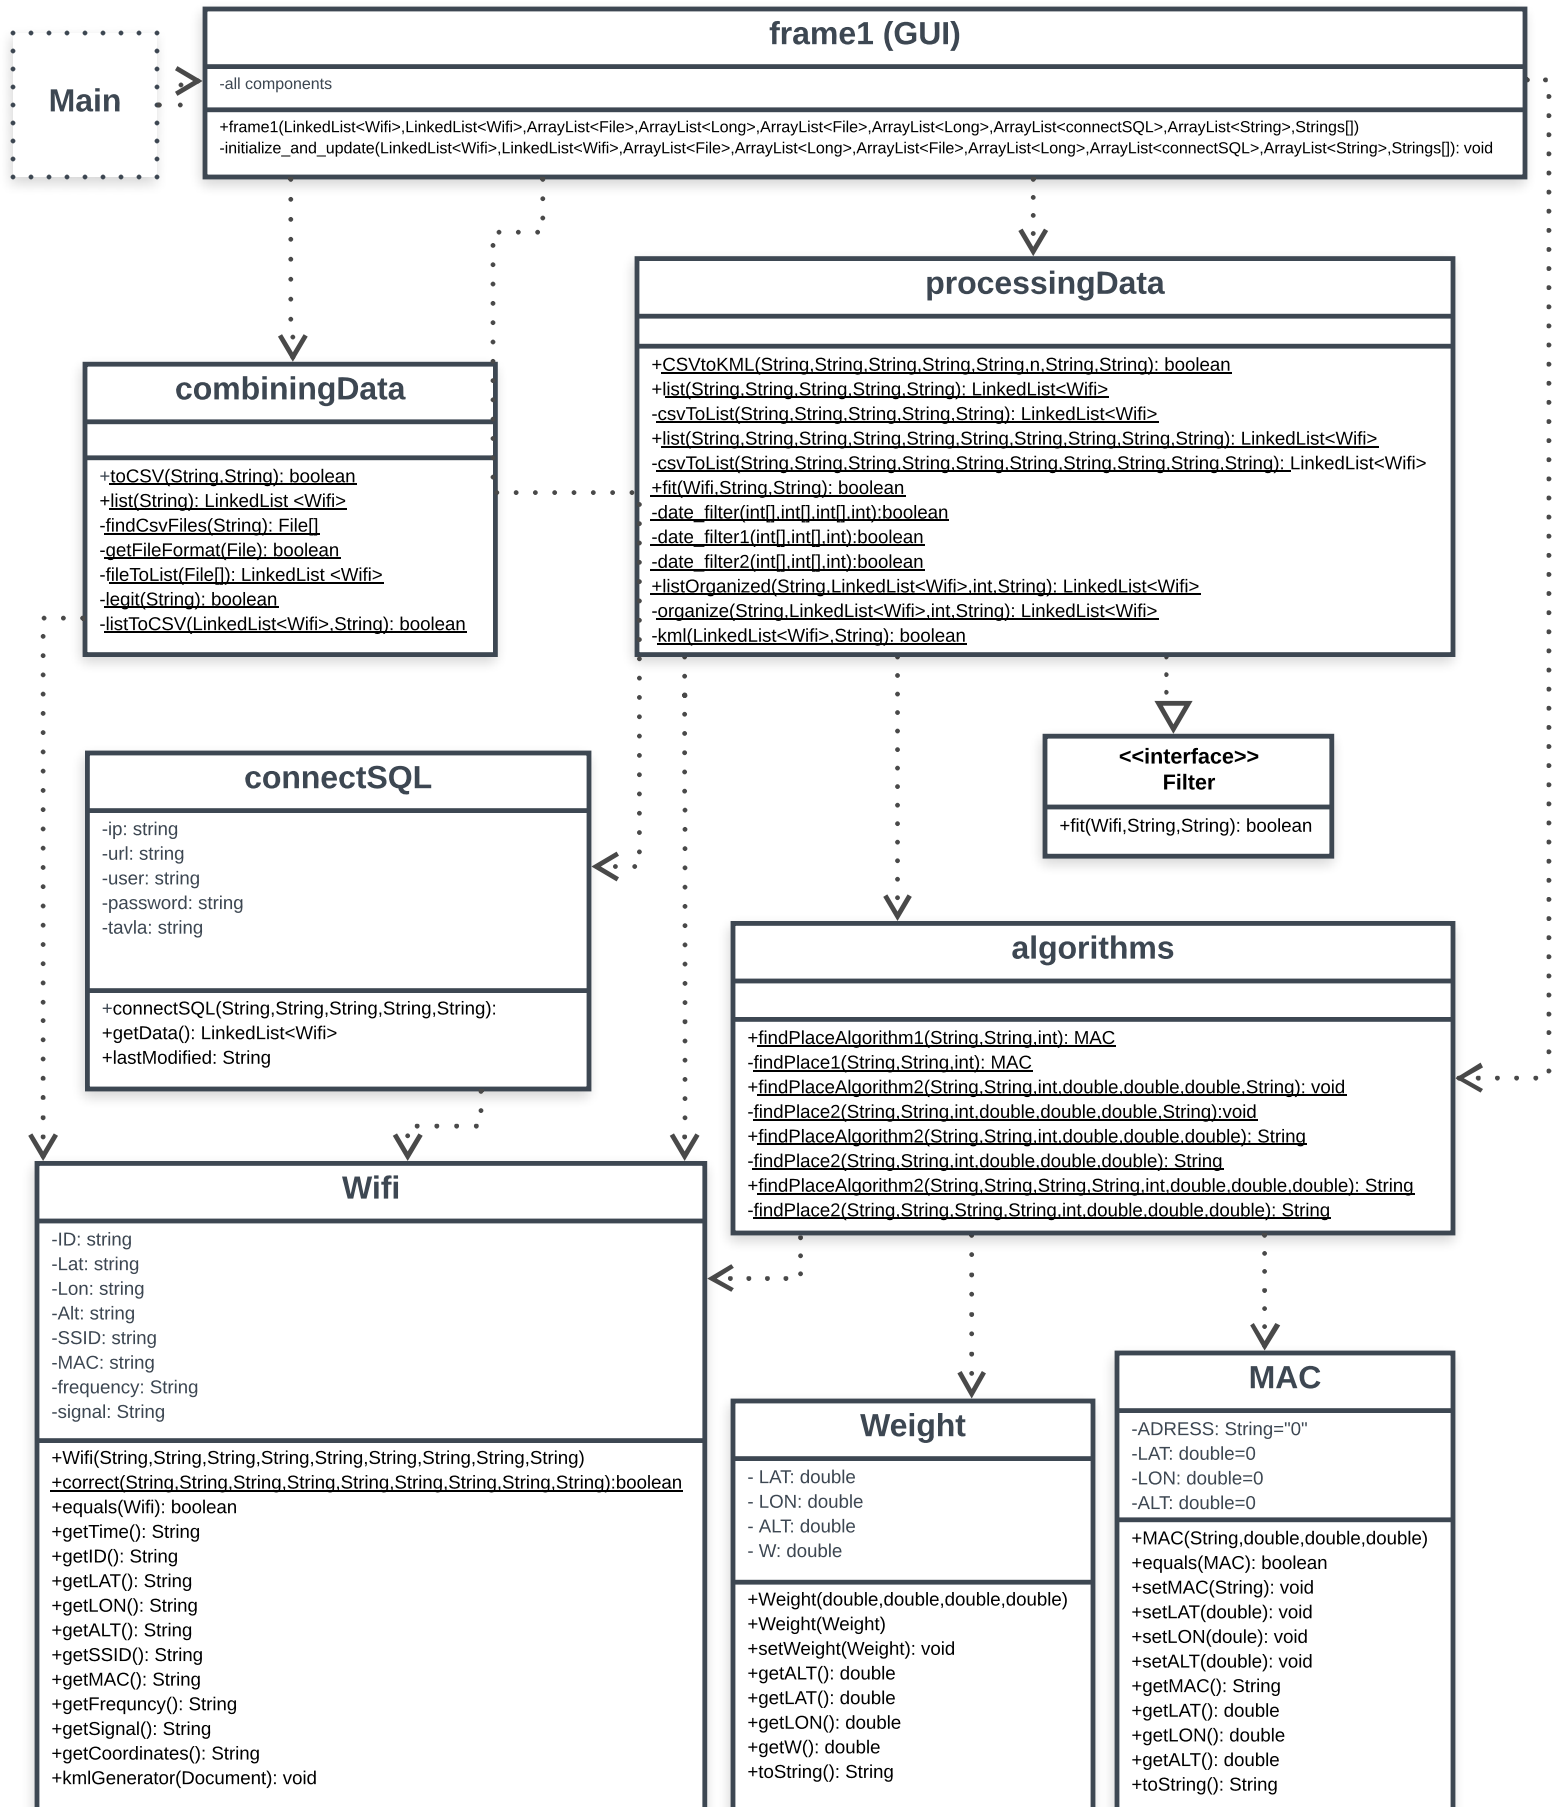 Main
frame1 (GUI)
-all components
+frame1(LinkedList<Wifi>,LinkedList<Wifi>,ArrayList<File>,ArrayList<Long>,ArrayList<File>,ArrayList<Long>,ArrayList<connectSQL>,ArrayList<String>,Strings[])
-initialize_and_update(LinkedList<Wifi>,LinkedList<Wifi>,ArrayList<File>,ArrayList<Long>,ArrayList<File>,ArrayList<Long>,ArrayList<connectSQL>,ArrayList<String>,Strings[]): void
combiningData
+toCSV(String,String): boolean
+list(String): LinkedList <Wifi>
-findCsvFiles(String): File[]
-getFileFormat(File): boolean
-fileToList(File[]): LinkedList <Wifi>
-legit(String): boolean
-listToCSV(LinkedList<Wifi>,String): boolean
processingData
+CSVtoKML(String,String,String,String,String,n,String,String): boolean
+list(String,String,String,String,String): LinkedList<Wifi>
-csvToList(String,String,String,String,String): LinkedList<Wifi>
+list(String,String,String,String,String,String,String,String,String,String): LinkedList<Wifi>
-csvToList(String,String,String,String,String,String,String,String,String,String): LinkedList<Wifi>
+fit(Wifi,String,String): boolean
-date_filter(int[],int[],int[],int):boolean
-date_filter1(int[],int[],int):boolean
-date_filter2(int[],int[],int):boolean
+listOrganized(String,LinkedList<Wifi>,int,String): LinkedList<Wifi>
-organize(String,LinkedList<Wifi>,int,String): LinkedList<Wifi>
-kml(LinkedList<Wifi>,String): boolean
<<interface>>
Filter
+fit(Wifi,String,String): boolean
connectSQL
-ip: string
-url: string
-user: string
-password: string
-tavla: string
+connectSQL(String,String,String,String,String):
+getData(): LinkedList<Wifi>
+lastModified: String
algorithms
+findPlaceAlgorithm1(String,String,int): MAC
-findPlace1(String,String,int): MAC
+findPlaceAlgorithm2(String,String,int,double,double,double,String): void
-findPlace2(String,String,int,double,double,double,String):void
+findPlaceAlgorithm2(String,String,int,double,double,double): String
-findPlace2(String,String,int,double,double,double): String
+findPlaceAlgorithm2(String,String,String,String,int,double,double,double): String
-findPlace2(String,String,String,String,int,double,double,double): String
Wifi
-ID: string
-Lat: string
-Lon: string
-Alt: string
-SSID: string
-MAC: string
-frequency: String
-signal: String
+Wifi(String,String,String,String,String,String,String,String,String)
+correct(String,String,String,String,String,String,String,String,String):boolean
+equals(Wifi): boolean
+getTime(): String
+getID(): String
+getLAT(): String
+getLON(): String
+getALT(): String
+getSSID(): String
+getMAC(): String
+getFrequncy(): String
+getSignal(): String
+getCoordinates(): String
+kmlGenerator(Document): void
Weight
- LAT: double
- LON: double
- ALT: double
- W: double
+Weight(double,double,double,double)
+Weight(Weight)
+setWeight(Weight): void
+getALT(): double
+getLAT(): double
+getLON(): double
+getW(): double
+toString(): String
MAC
-ADRESS: String="0"
-LAT: double=0
-LON: double=0
-ALT: double=0
+MAC(String,double,double,double)
+equals(MAC): boolean
+setMAC(String): void
+setLAT(double): void
+setLON(doule): void
+setALT(double): void
+getMAC(): String
+getLAT(): double
+getLON(): double
+getALT(): double
+toString(): String